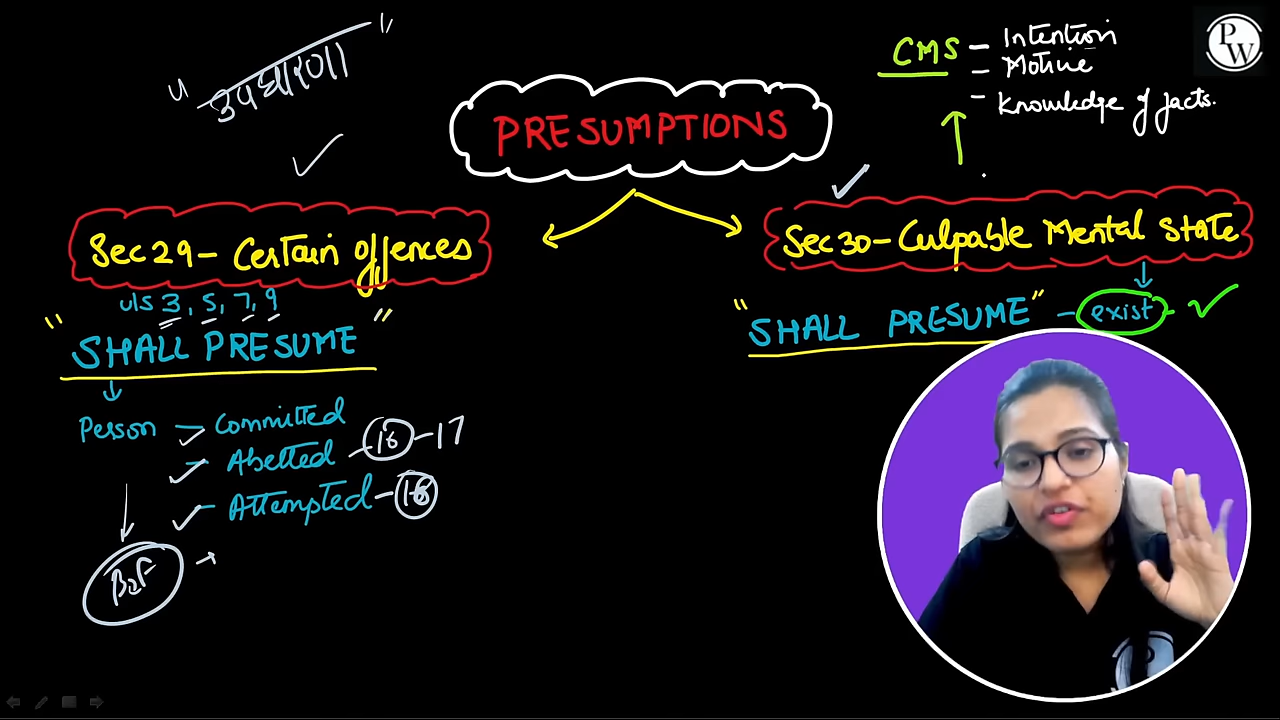 "उपधारणा"
CMS – Intention
– Motive
– Knowledge of facts.
PW
PRESUMPTIONS
Sec 29 – Certain offences
u/s 3, 5, 7, 9
"SHALL PRESUME"
Person – Committed
– Abetted – 16 – 17
– Attempted – 18
Sec 30 – Culpable Mental State
"SHALL PRESUME" – exist